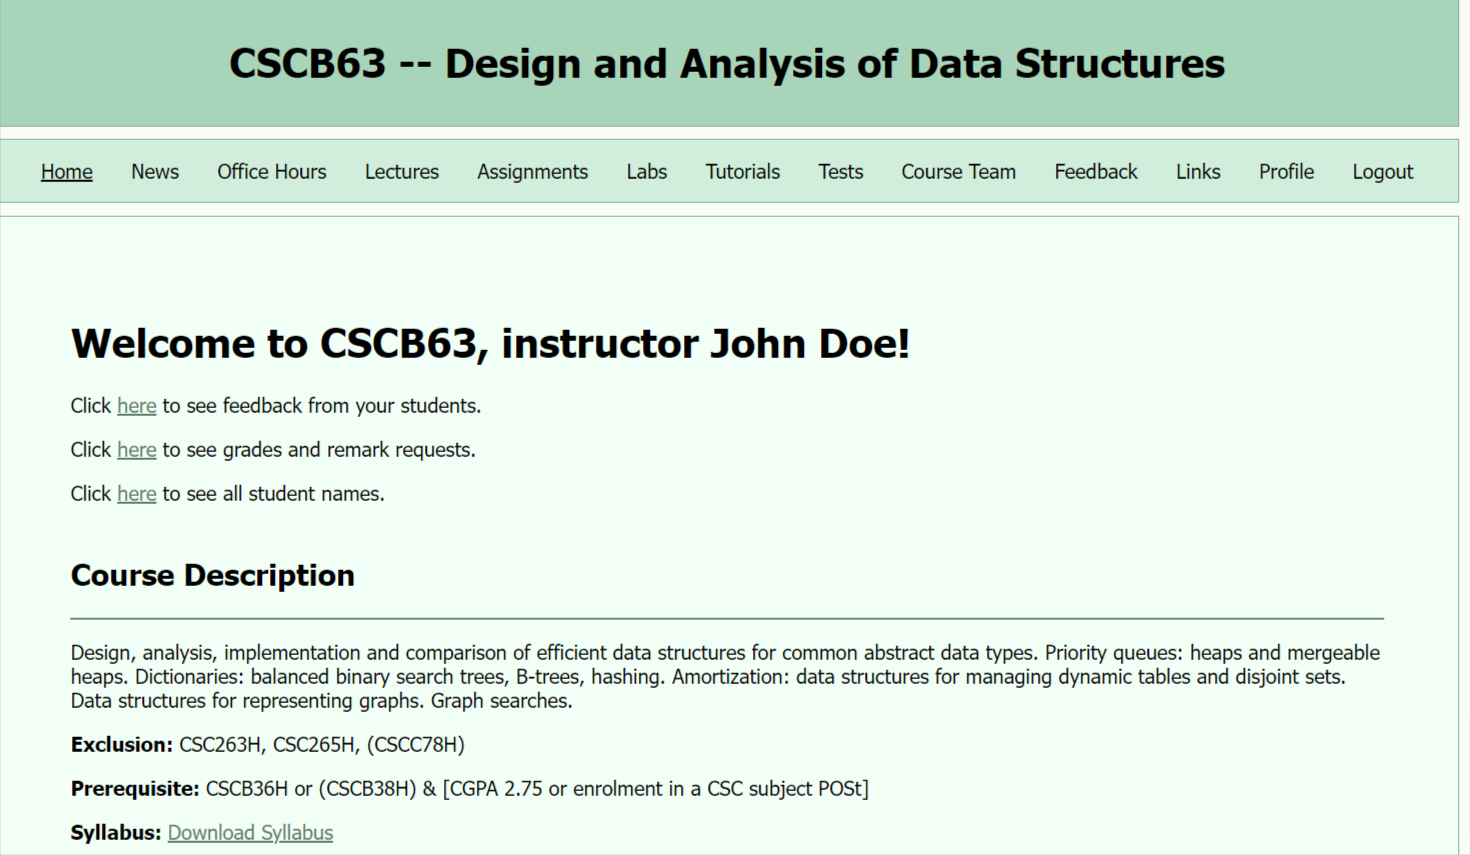 CSCB63 -- Design and Analysis of Data Structures
Home News Office Hours Lectures Assignments Labs Tutorials Tests Course Team Feedback Links Profile Logout
Welcome to CSCB63, instructor John Doe!
Click here to see feedback from your students.
Click here to see grades and remark requests.
Click here to see all student names.
Course Description
Design, analysis, implementation and comparison of efficient data structures for common abstract data types. Priority queues: heaps and mergeable
heaps. Dictionaries: balanced binary search trees, B-trees, hashing. Amortization: data structures for managing dynamic tables and disjoint sets.
Data structures for representing graphs. Graph searches.
Exclusion: CSC263H, CSC265H, (CSCC78H)
Prerequisite: CSCB36H or (CSCB38H) & [CGPA 2.75 or enrolment in a CSC subject POSt]
Syllabus: Download Syllabus